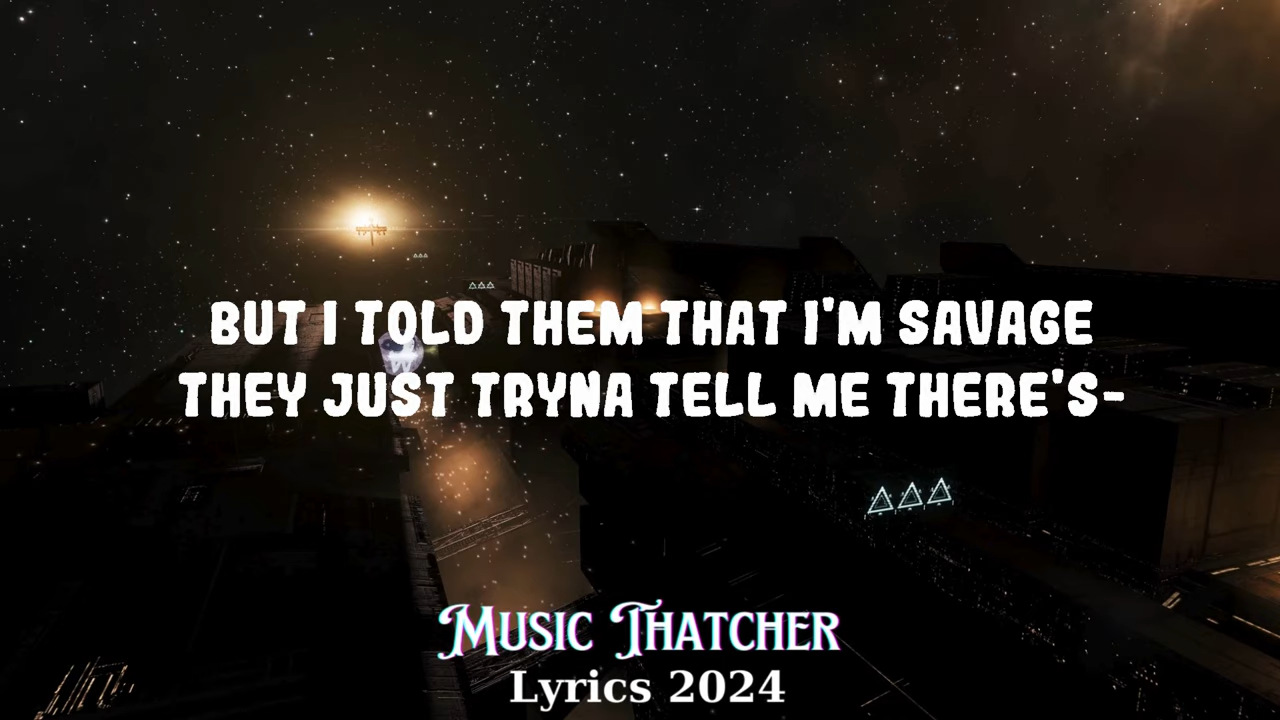 BUT I TOLD THEM THAT I'M SAVAGE
THEY JUST TRYNA TELL ME THERE'S-
MUSIC THATCHER
Lyrics 2024